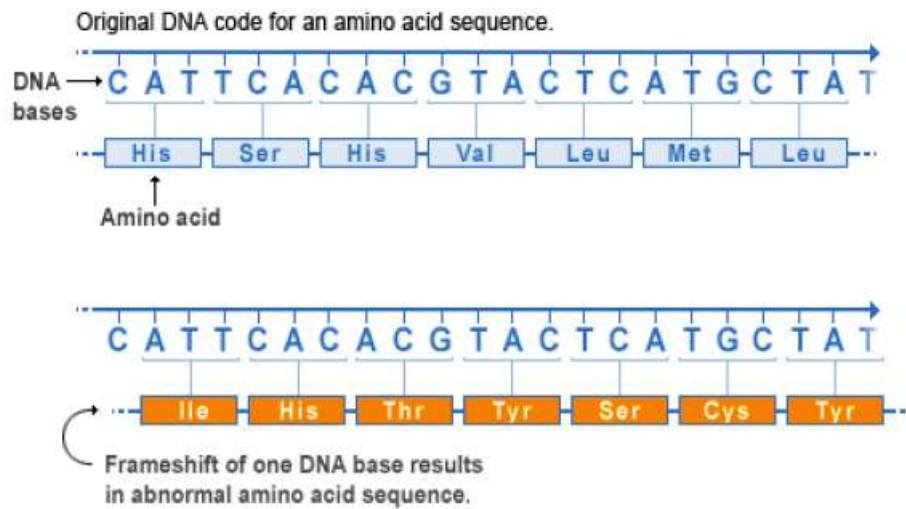 Original DNA code for an amino acid sequence.
DNA bases
C A T T C A C A C G T A C T C A T G C T A T
His Ser His Val Leu Met Leu
Amino acid
C A T T C A C A C G T A C T C A T G C T A T
Ile His Thr Tyr Ser Cys Tyr
Frameshift of one DNA base results
in abnormal amino acid sequence.